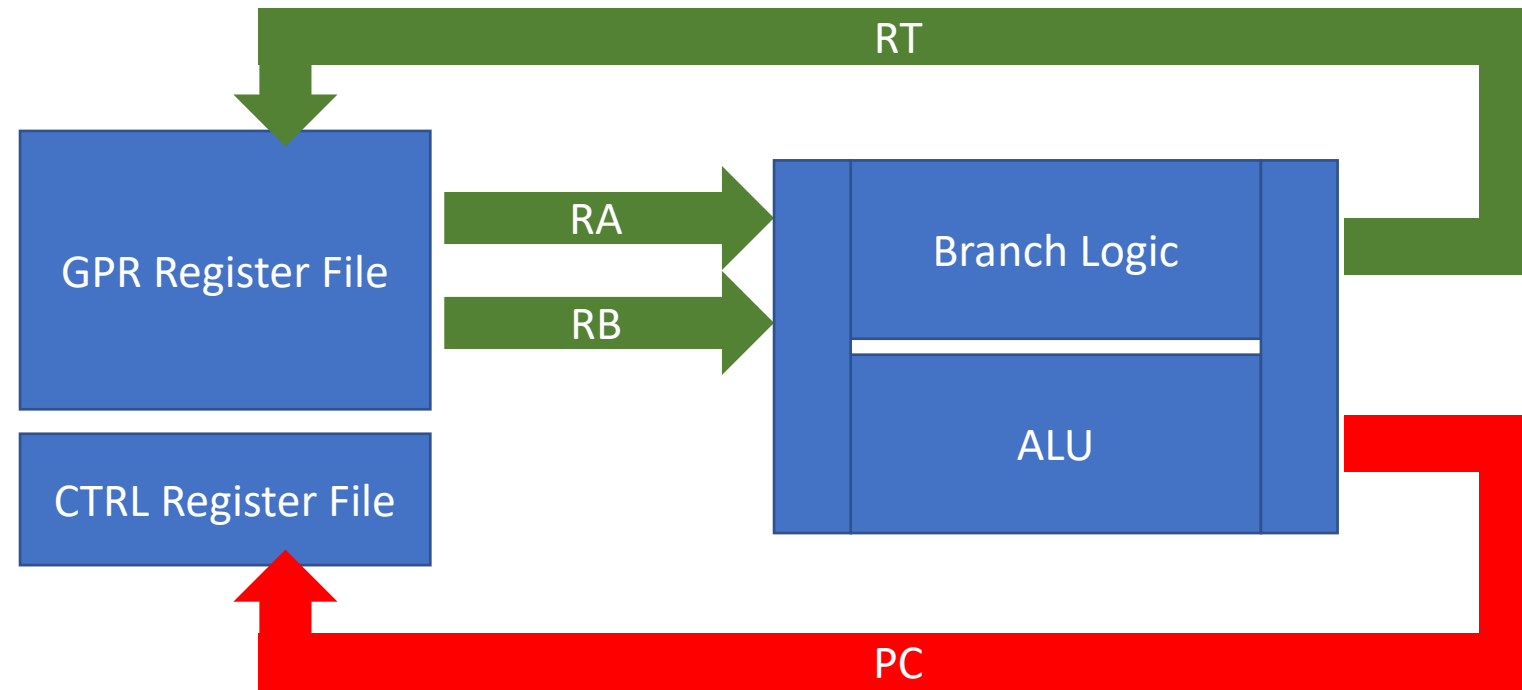 RT
GPR Register File
RA
RB
Branch Logic
ALU
CTRL Register File
PC